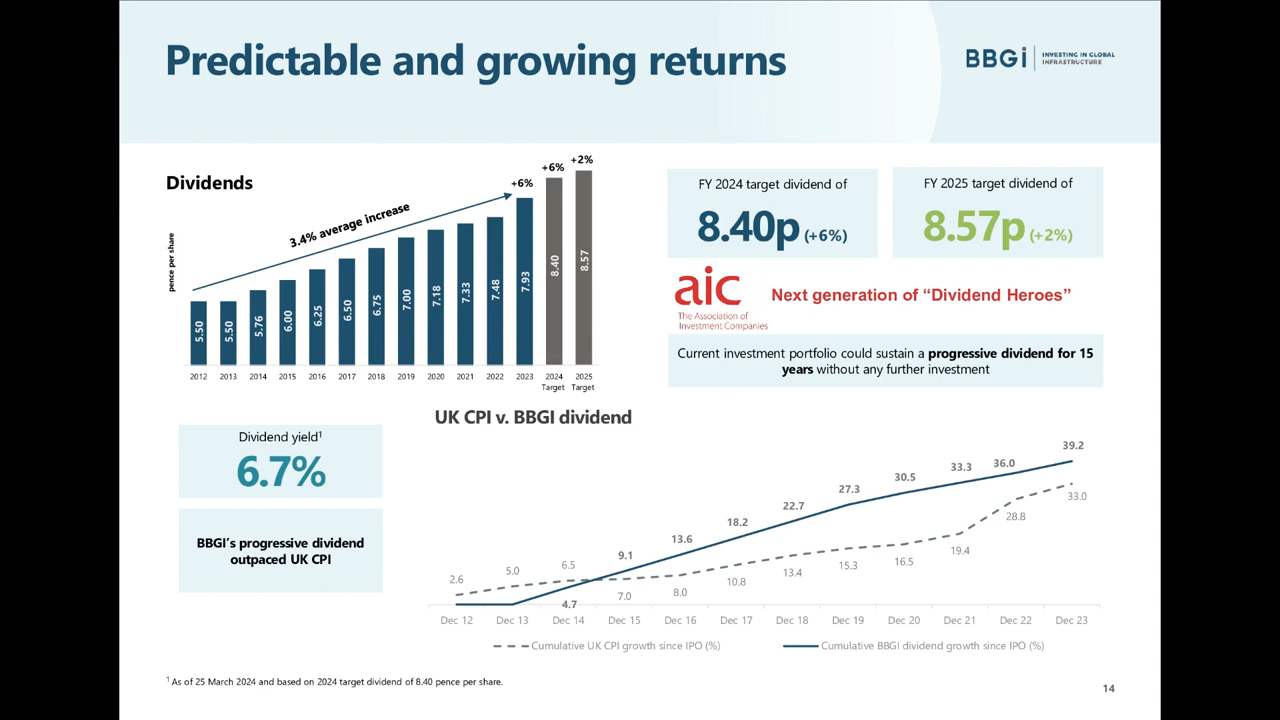 Predictable and growing returns
BBGi INVESTING IN GLOBAL
INFRASTRUCTURE
Dividends
pence per share
3.4% average increase
+6%
+6%
+2%
5.50
5.50
5.76
6.00
6.25
6.50
6.75
7.00
7.18
7.33
7.48
7.93
8.40
8.57
2012 2013 2014 2015 2016 2017 2018 2019 2020 2021 2022 2023 2024 2025
Target Target
FY 2024 target dividend of
8.40p (+6%)
FY 2025 target dividend of
8.57p (+2%)
aic
The Association of
Investment Companies
Next generation of “Dividend Heroes”
Current investment portfolio could sustain a progressive dividend for 15
years without any further investment
Dividend yield¹
6.7%
BBGI’s progressive dividend
outpaced UK CPI
UK CPI v. BBGI dividend
4.7 9.1 13.6 18.2 22.7 27.3 30.5 33.3 36.0 39.2
2.6 5.0 6.5 7.0 8.0 10.8 13.4 15.3 16.5 19.4 28.8 33.0
Dec 12 Dec 13 Dec 14 Dec 15 Dec 16 Dec 17 Dec 18 Dec 19 Dec 20 Dec 21 Dec 22 Dec 23
Cumulative UK CPI growth since IPO (%) Cumulative BBGI dividend growth since IPO (%)
¹ As of 25 March 2024 and based on 2024 target dividend of 8.40 pence per share.
14